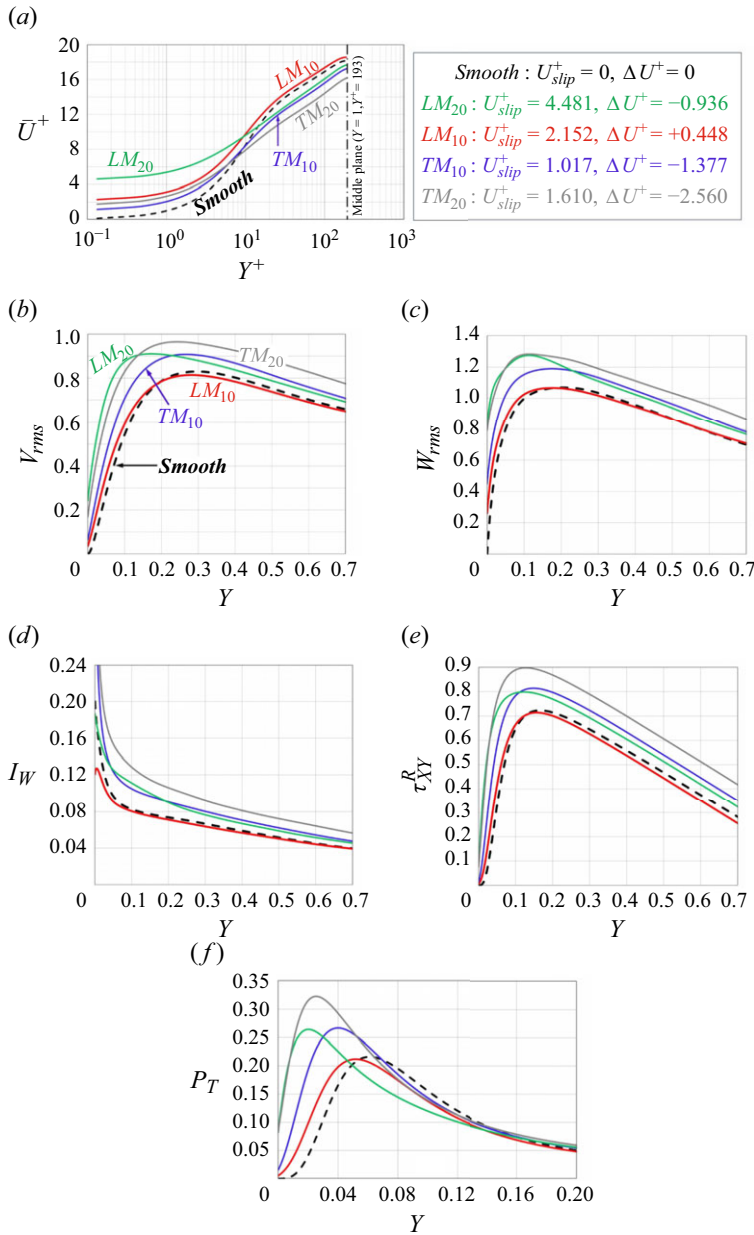 (a)
20
16
12
8
4
0
Ū⁺
LM₁₀
LM₂₀
TM₁₀
TM₂₀
Smooth
Middle plane (Y = 1, Y⁺ = 193)
10⁻¹ 10⁰ 10¹ 10² 10³
Y⁺
Smooth : U⁺slip = 0, ΔU⁺ = 0
LM₂₀ : U⁺slip = 4.481, ΔU⁺ = −0.936
LM₁₀ : U⁺slip = 2.152, ΔU⁺ = +0.448
TM₁₀ : U⁺slip = 1.017, ΔU⁺ = −1.377
TM₂₀ : U⁺slip = 1.610, ΔU⁺ = −2.560
(b)
1.0
0.8
0.6
0.4
0.2
Vrms
LM₂₀
TM₂₀
LM₁₀
TM₁₀
Smooth
0 0.1 0.2 0.3 0.4 0.5 0.6 0.7
Y
(c)
1.4
1.2
1.0
0.8
0.6
0.4
0.2
Wrms
0 0.1 0.2 0.3 0.4 0.5 0.6 0.7
Y
(d)
0.24
0.20
0.16
0.12
0.08
0.04
I_W
0 0.1 0.2 0.3 0.4 0.5 0.6 0.7
Y
(e)
0.9
0.8
0.7
0.6
0.5
0.4
0.3
0.2
0.1
τ^R_XY
0 0.1 0.2 0.3 0.4 0.5 0.6 0.7
Y
(f)
0.35
0.30
0.25
0.20
0.15
0.10
0.05
P_T
0 0.04 0.08 0.12 0.16 0.20
Y